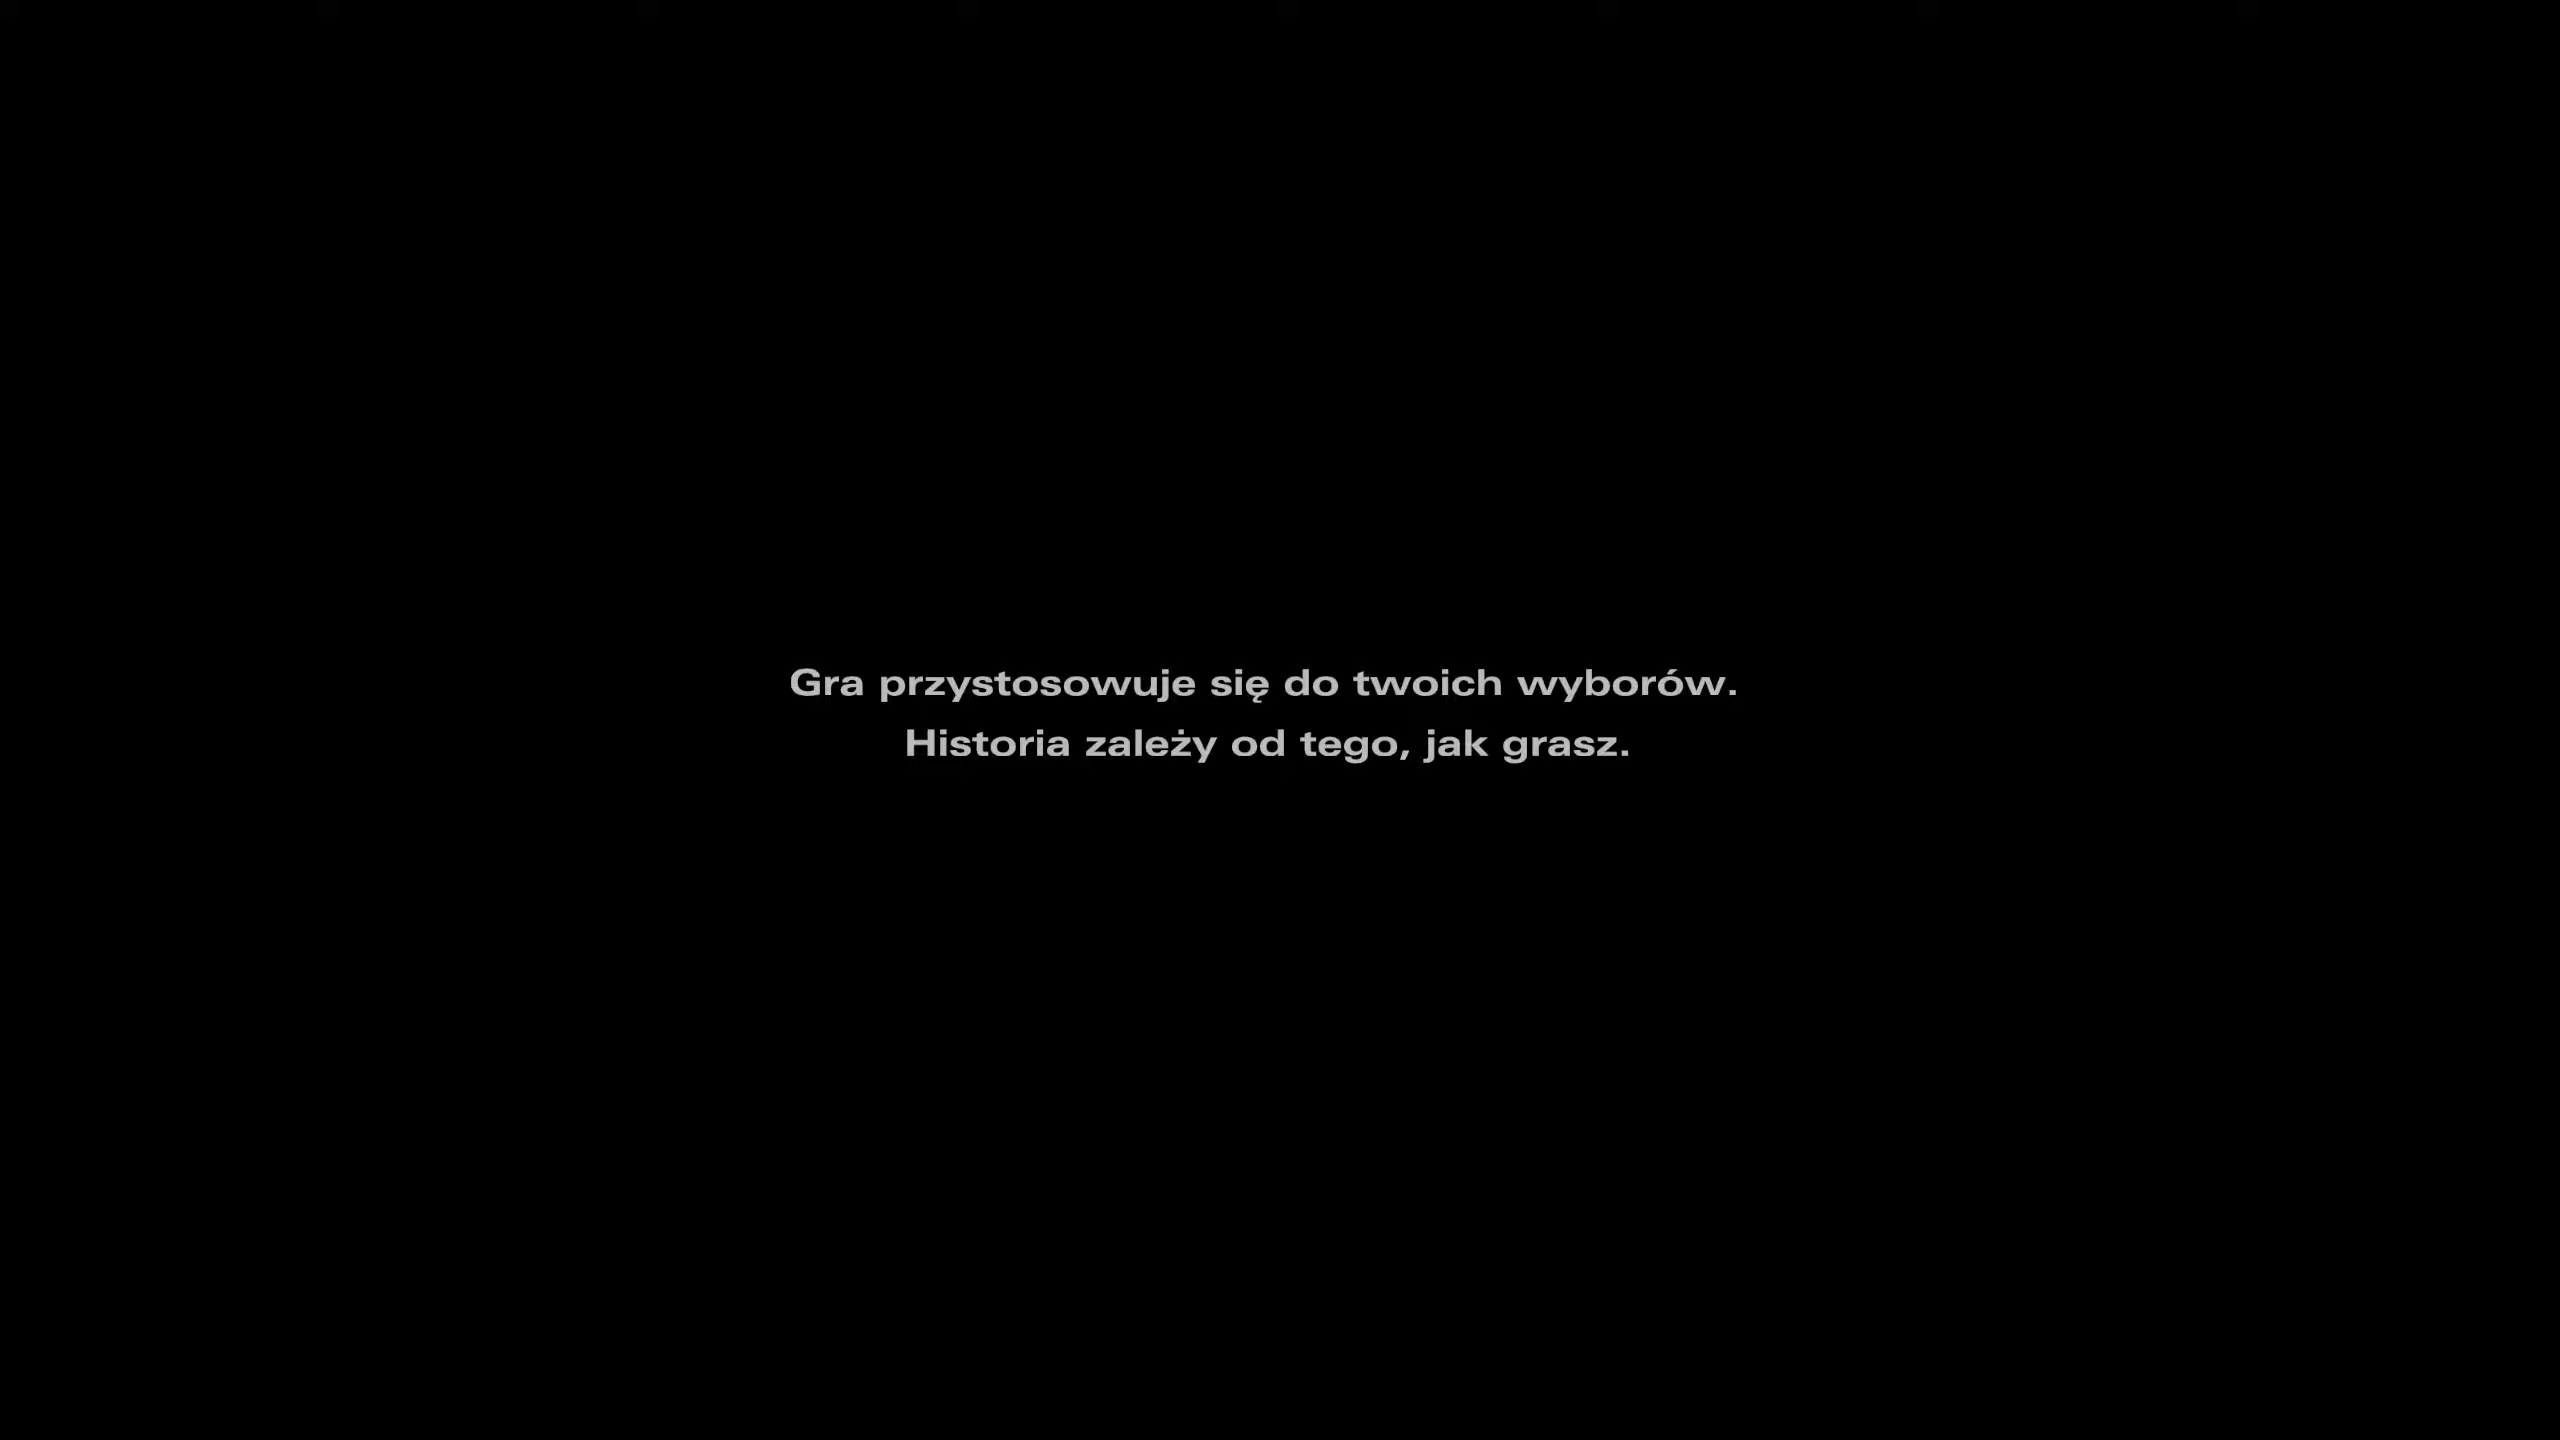 Gra przystosowuje się do twoich wyborów.
Historia zależy od tego, jak grasz.